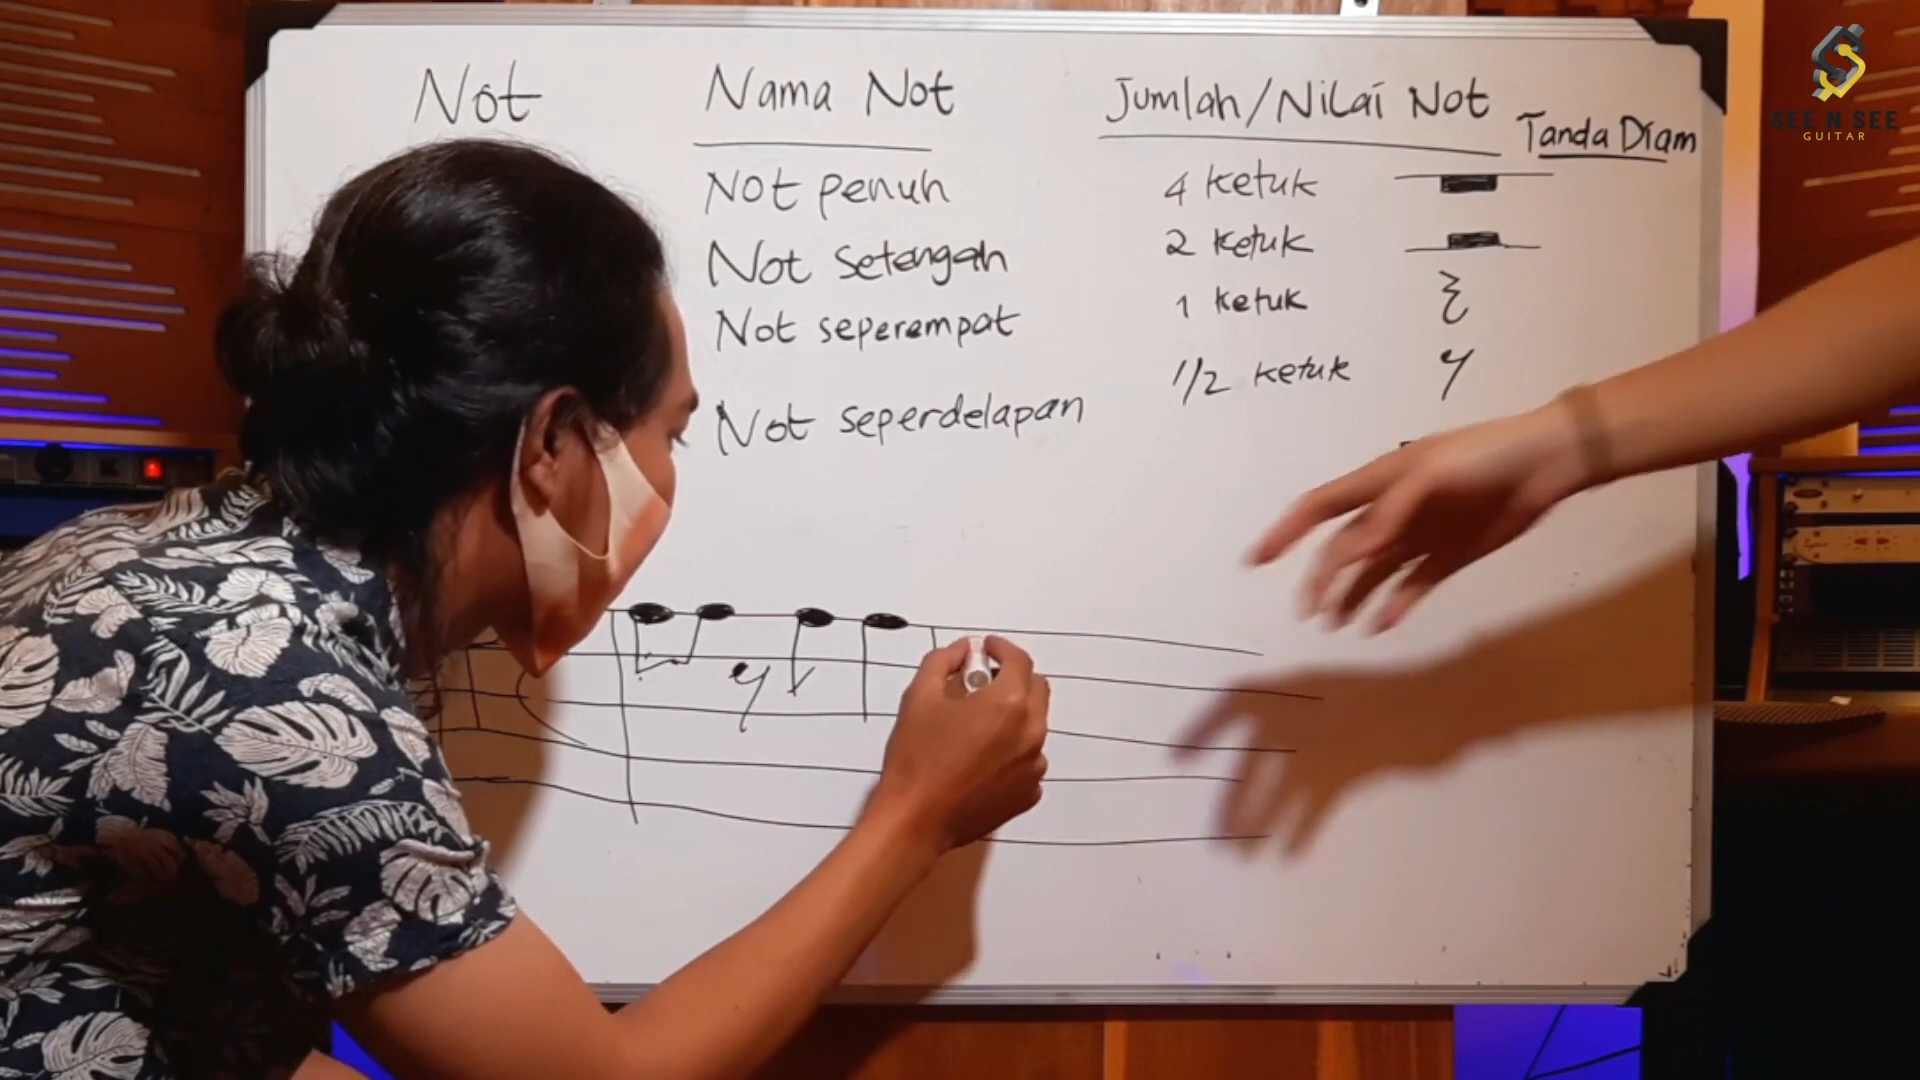 Not Nama Not Jumlah/Nilai Not
Tanda Diam
Not penuh 4 ketuk
Not setengah 2 ketuk
Not seperempat 1 ketuk
Not seperdelapan 1/2 ketuk
SEE N SEE
GUITAR